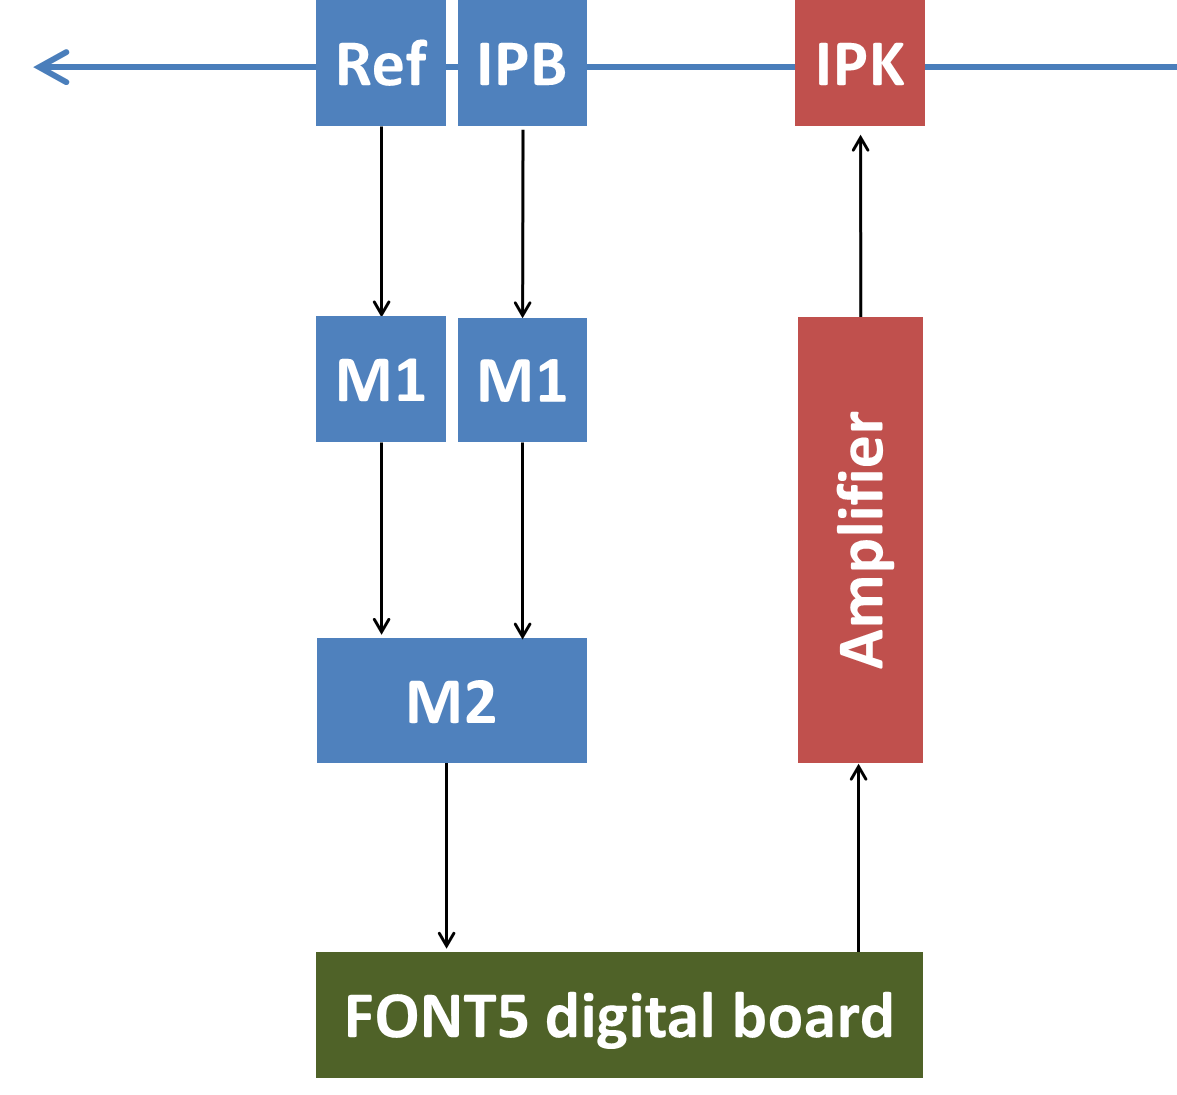 Ref
IPB
IPK
M1
M1
Amplifier
M2
FONT5 digital board